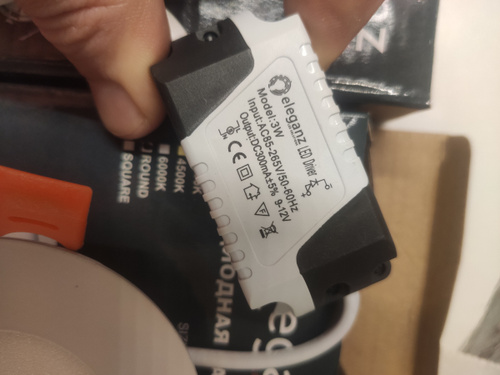 eleganz LED Driver
Model:3W
Input:AC85-265V/50-60Hz
Output:DC300mA±5% 9-12V
CE
4500K
6000K
ROUND
SQUARE